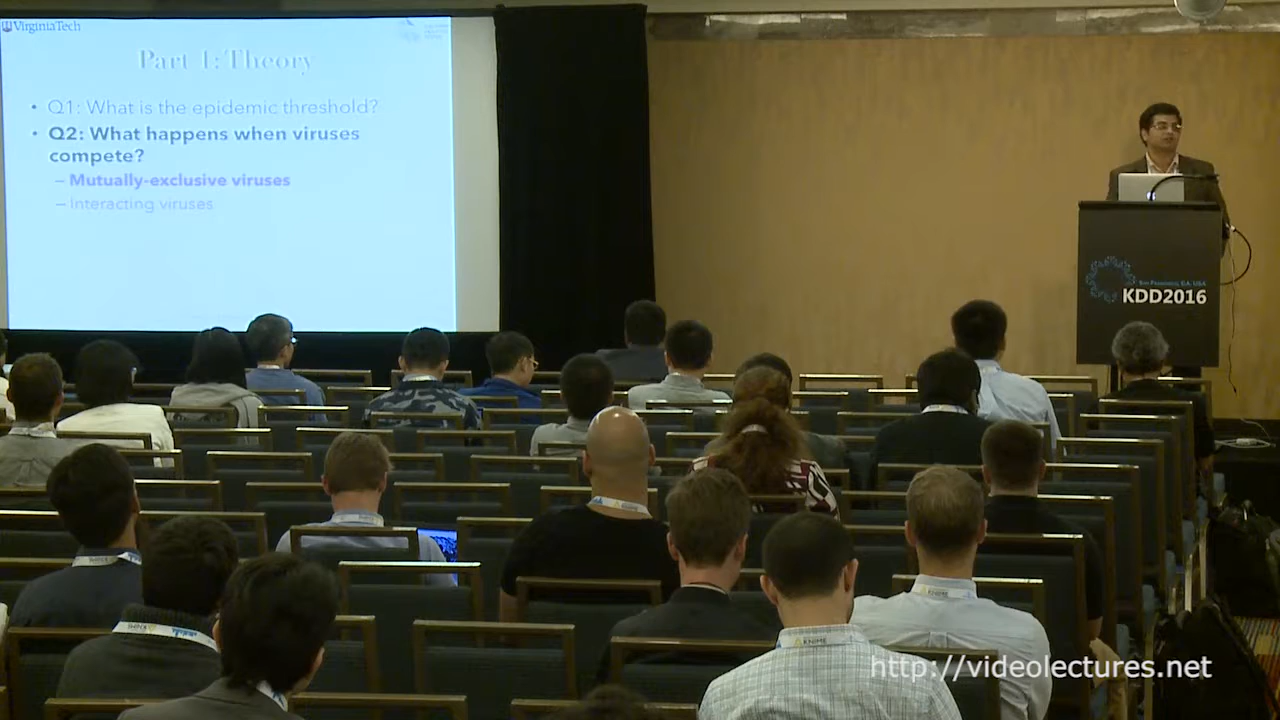 VirginiaTech
Part 1: Theory
• Q1: What is the epidemic threshold?
• Q2: What happens when viruses
compete?
– Mutually-exclusive viruses
– Interacting viruses
KDD2016
KNIME
http://videolectures.net